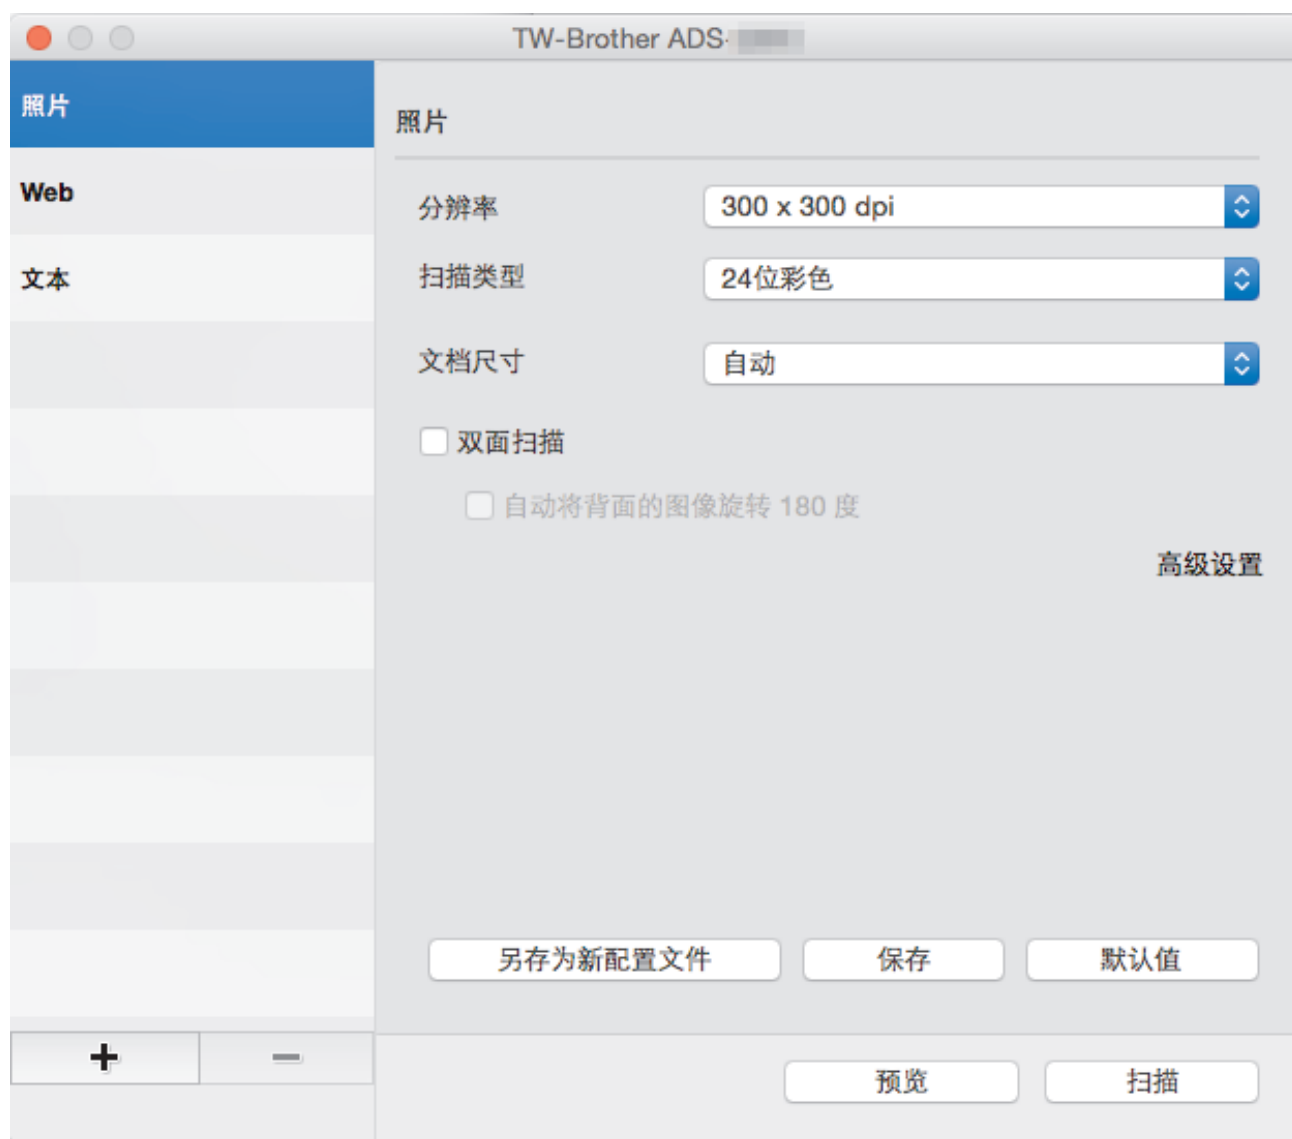 TW-Brother ADS-
照片
Web
文本
照片
分辨率 300 x 300 dpi
扫描类型 24位彩色
文档尺寸 自动
双面扫描
自动将背面的图像旋转 180 度
高级设置
另存为新配置文件 保存 默认值
预览 扫描